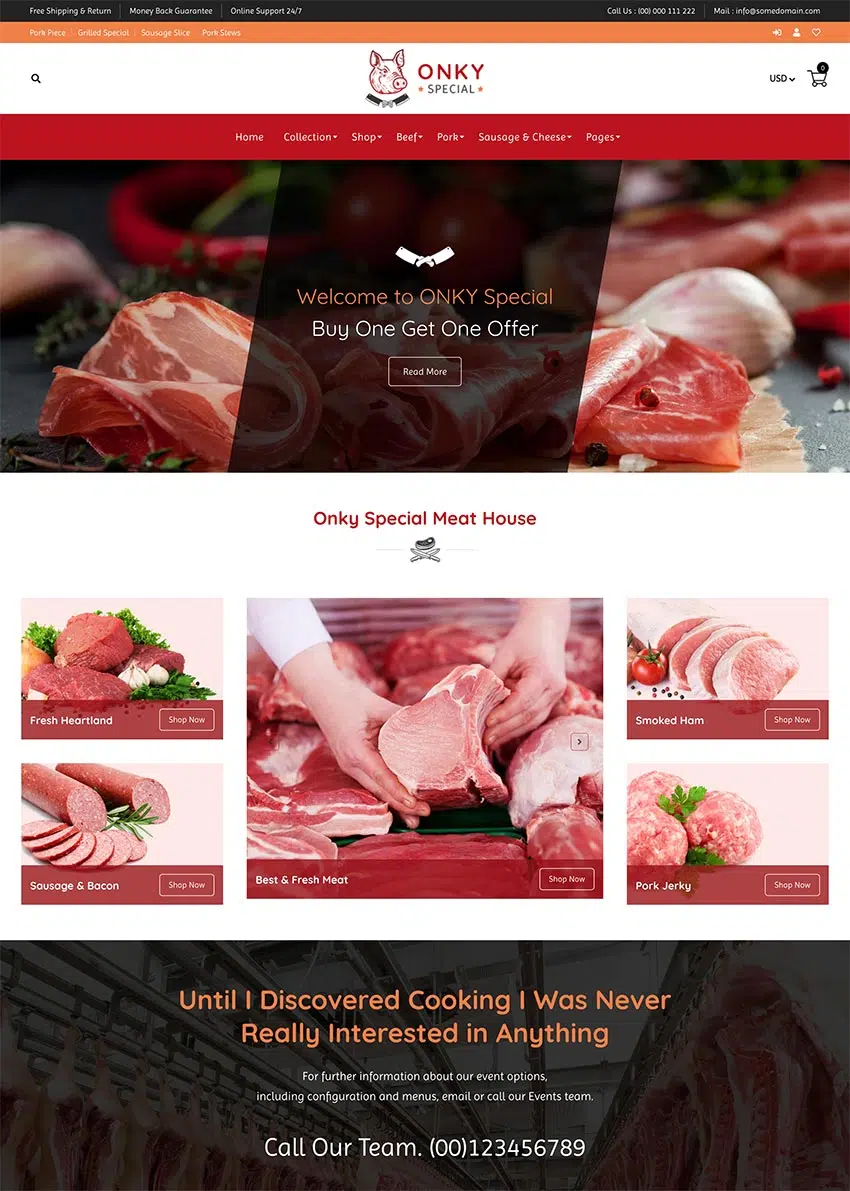 Free Shipping & Return
Money Back Guarantee
Online Support 24/7
Call Us : (00) 000 111 222
Mail : info@somedomain.com
Pork Piece
Grilled Special
Sausage Slice
Pork Stews
ONKY
SPECIAL
USD
0
Home
Collection
Shop
Beef
Pork
Sausage & Cheese
Pages
Welcome to ONKY Special
Buy One Get One Offer
Read More
Onky Special Meat House
Fresh Heartland
Shop Now
Sausage & Bacon
Shop Now
Best & Fresh Meat
Shop Now
Smoked Ham
Shop Now
Pork Jerky
Shop Now
Until I Discovered Cooking I Was Never
Really Interested in Anything
For further information about our event options,
including configuration and menus, email or call our Events team.
Call Our Team. (00)123456789